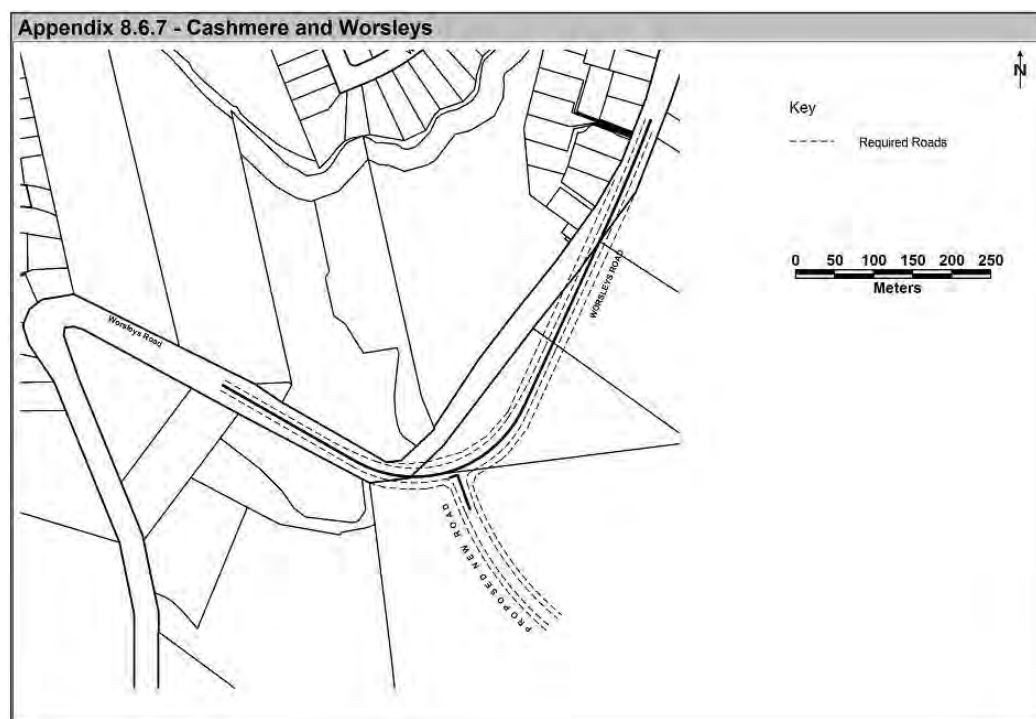 Appendix 8.6.7 - Cashmere and Worsleys
N
Key
Required Roads
0 50 100 150 200 250
Meters
WORSLEYS ROAD
Worsleys Road
PROPOSED NEW ROAD